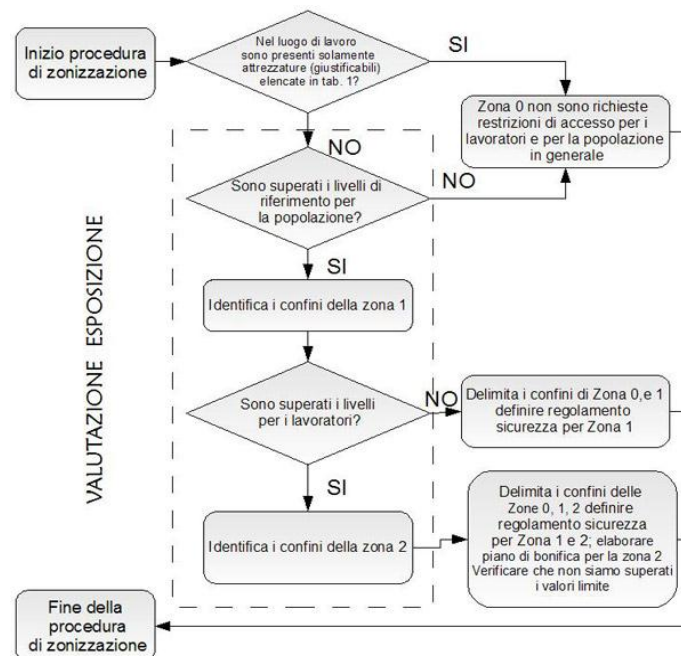 Inizio procedura
di zonizzazione
Nel luogo di lavoro
sono presenti solamente
attrezzature (giustificabili)
elencate in tab. 1?
SI
Zona 0 non sono richieste
restrizioni di accesso per i
lavoratori e per la popolazione
in generale
NO
Sono superati i livelli di
riferimento per
la popolazione?
NO
SI
Identifica i confini della zona 1
VALUTAZIONE ESPOSIZIONE
Sono superati i livelli
per i lavoratori?
NO
Delimita i confini di Zona 0,e 1
definire regolamento
sicurezza per Zona 1
SI
Identifica i confini della zona 2
Delimita i confini delle
Zone 0, 1, 2 definire
regolamento sicurezza
per Zona 1 e 2; elaborare
piano di bonifica per la zona 2
Verificare che non siamo superati
i valori limite
Fine della
procedura
di zonizzazione